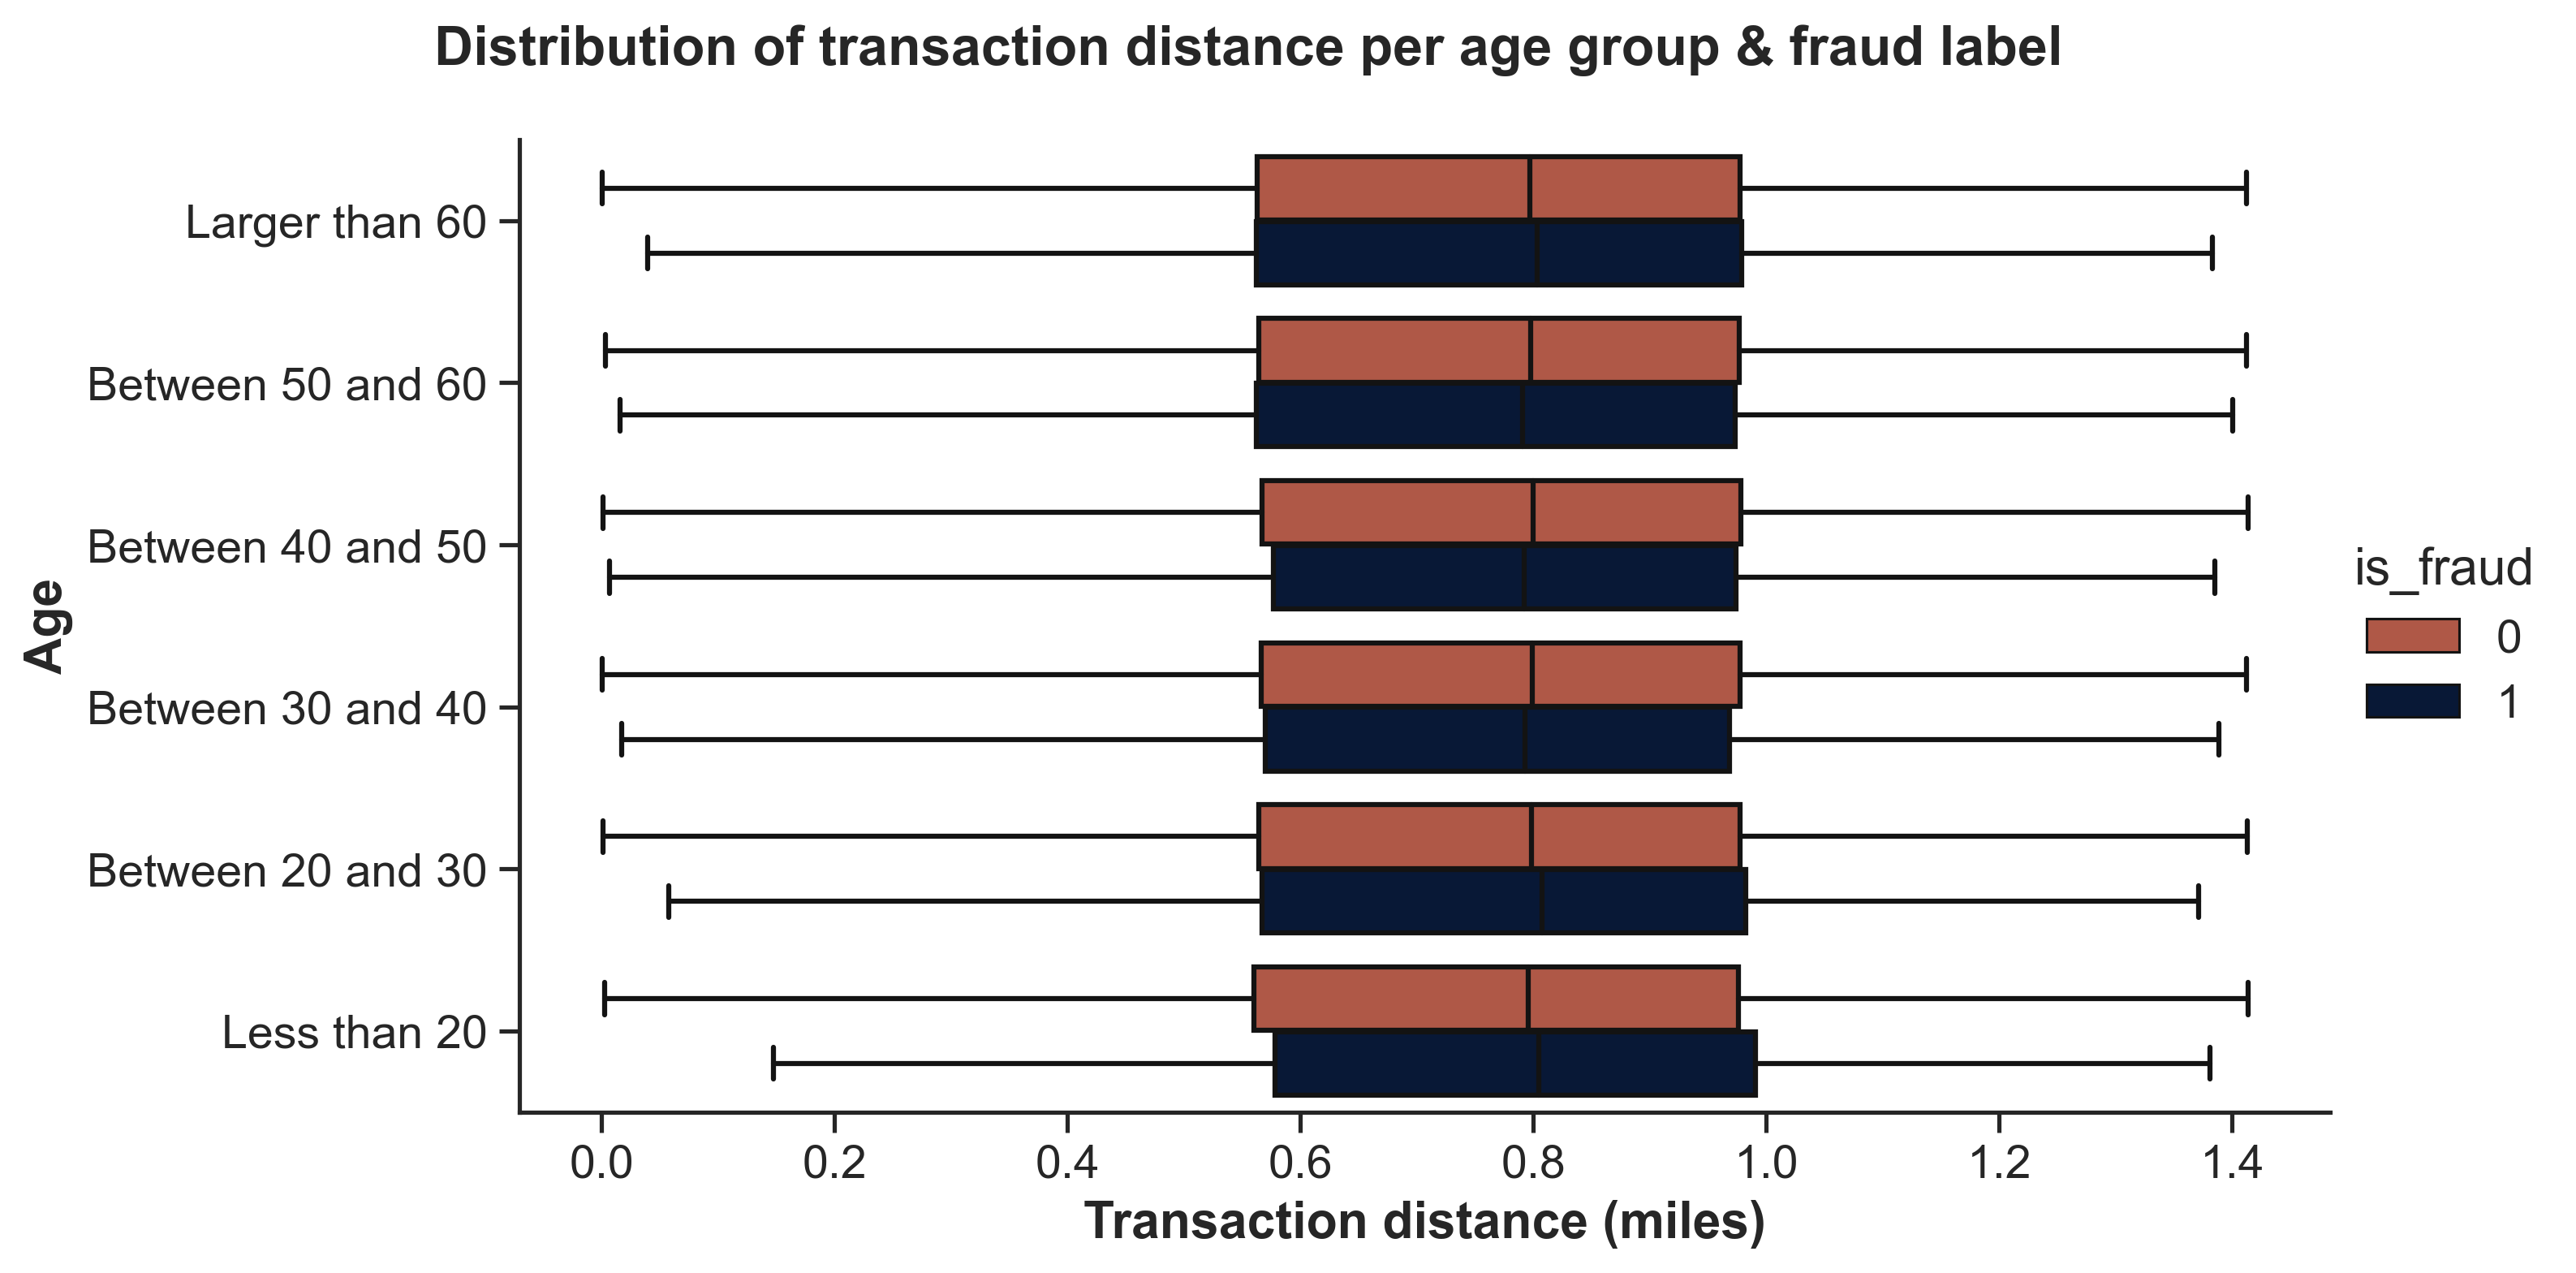 Distribution of transaction distance per age group & fraud label
Age
Larger than 60
Between 50 and 60
Between 40 and 50
Between 30 and 40
Between 20 and 30
Less than 20
0.0 0.2 0.4 0.6 0.8 1.0 1.2 1.4
Transaction distance (miles)
is_fraud
0
1